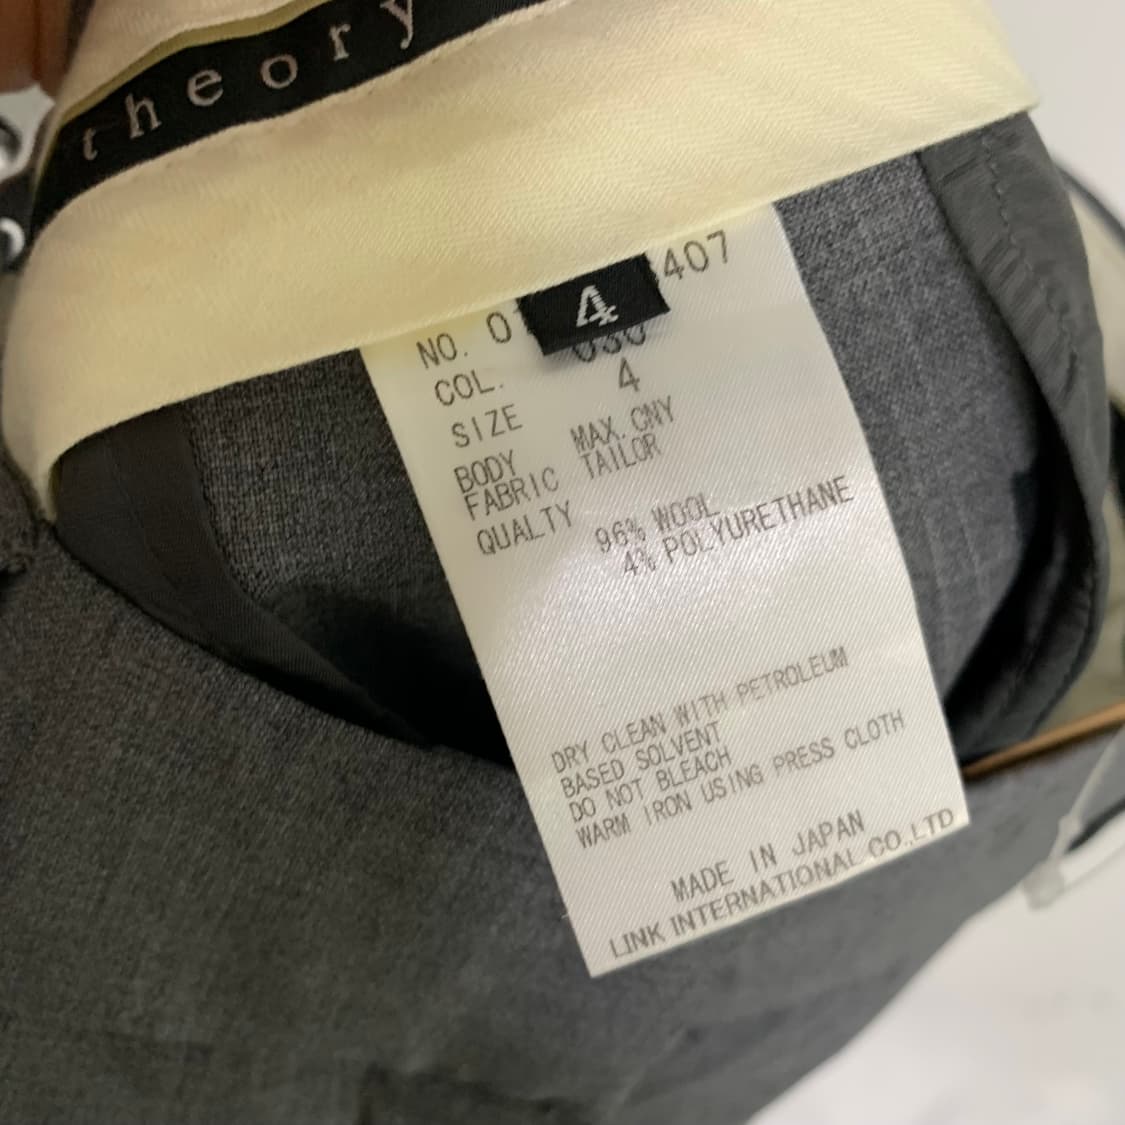 theory
4
NO. 0 407
COL.
SIZE 4
BODY MAX.CNY
FABRIC TAILOR
QUALTY 96% WOOL
4% POLYURETHANE
DRY CLEAN WITH PETROLEUM
BASED SOLVENT
DO NOT BLEACH
WARM IRON USING PRESS CLOTH
MADE IN JAPAN
LINK INTERNATIONAL CO.,LTD